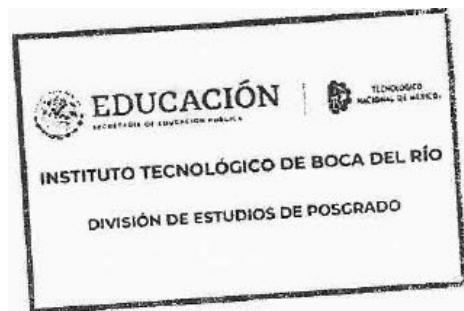 EDUCACIÓN
SECRETARÍA DE EDUCACIÓN PÚBLICA
TECNOLÓGICO
NACIONAL DE MÉXICO®
INSTITUTO TECNOLÓGICO DE BOCA DEL RÍO
DIVISIÓN DE ESTUDIOS DE POSGRADO